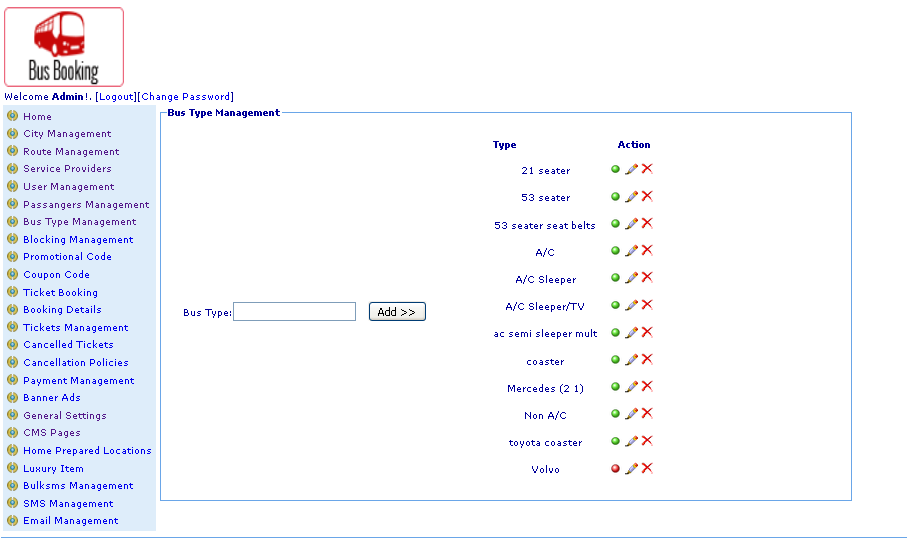 Bus Booking
Welcome Admin!. [Logout][Change Password]
Home
City Management
Route Management
Service Providers
User Management
Passangers Management
Bus Type Management
Blocking Management
Promotional Code
Coupon Code
Ticket Booking
Booking Details
Tickets Management
Cancelled Tickets
Cancellation Policies
Payment Management
Banner Ads
General Settings
CMS Pages
Home Prepared Locations
Luxury Item
Bulksms Management
SMS Management
Email Management
Bus Type Management
Bus Type: Add >>
Type Action
21 seater
53 seater
53 seater seat belts
A/C
A/C Sleeper
A/C Sleeper/TV
ac semi sleeper mult
coaster
Mercedes (2 1)
Non A/C
toyota coaster
Volvo